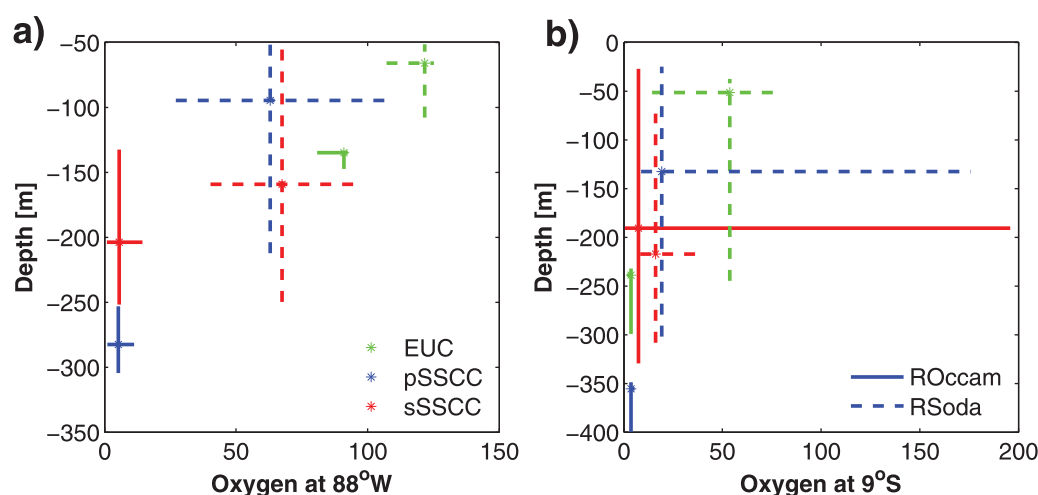 a)
−50
−100
−150
−200
−250
−300
−350
Depth [m]
0
50
100
150
Oxygen at 88°W
EUC
pSSCC
sSSCC
b)
0
−50
−100
−150
−200
−250
−300
−350
−400
Depth [m]
0
50
100
150
200
Oxygen at 9°S
ROccam
RSoda